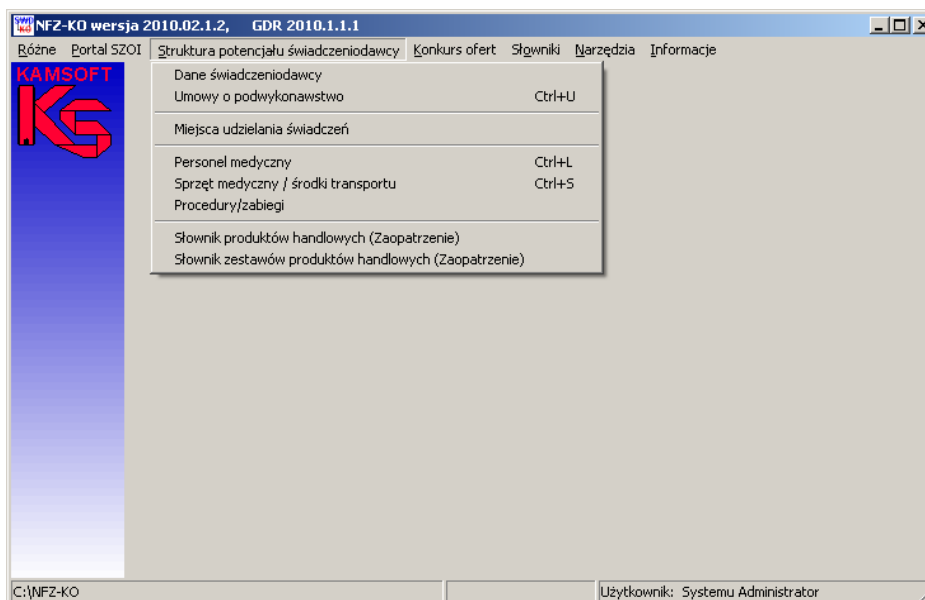 NFZ-KO wersja 2010.02.1.2, GDR 2010.1.1.1
Różne Portal SZOI Struktura potencjału świadczeniodawcy Konkurs ofert Słowniki Narzędzia Informacje
KAMSOFT
KS
Dane świadczeniodawcy
Umowy o podwykonawstwo Ctrl+U
Miejsca udzielania świadczeń
Personel medyczny Ctrl+L
Sprzęt medyczny / środki transportu Ctrl+S
Procedury/zabiegi
Słownik produktów handlowych (Zaopatrzenie)
Słownik zestawów produktów handlowych (Zaopatrzenie)
C:\NFZ-KO Użytkownik: Systemu Administrator